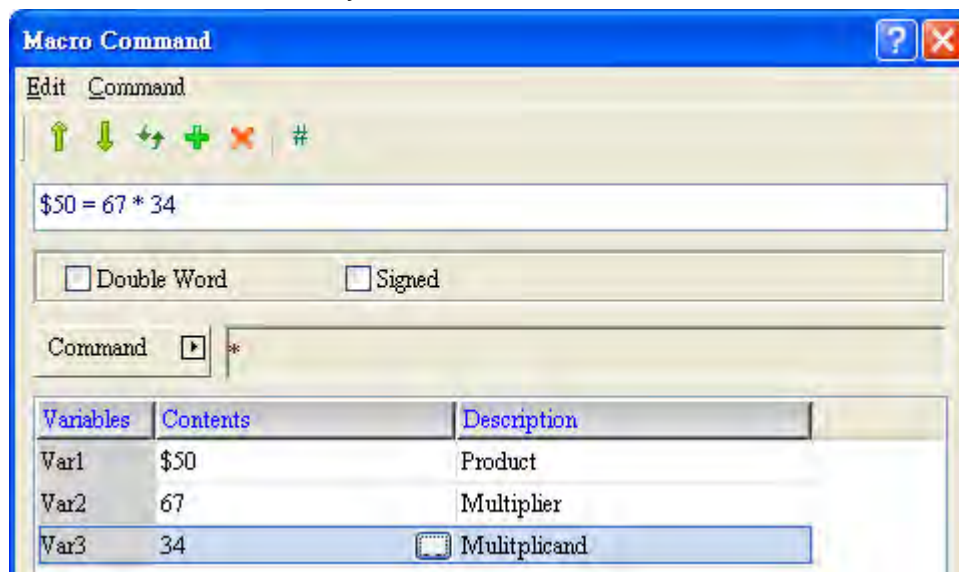 Macro Command
Edit Command
#
$50 = 67 * 34
Double Word Signed
Command *
Variables Contents Description
Var1 $50 Product
Var2 67 Multiplier
Var3 34 Mulitplicand